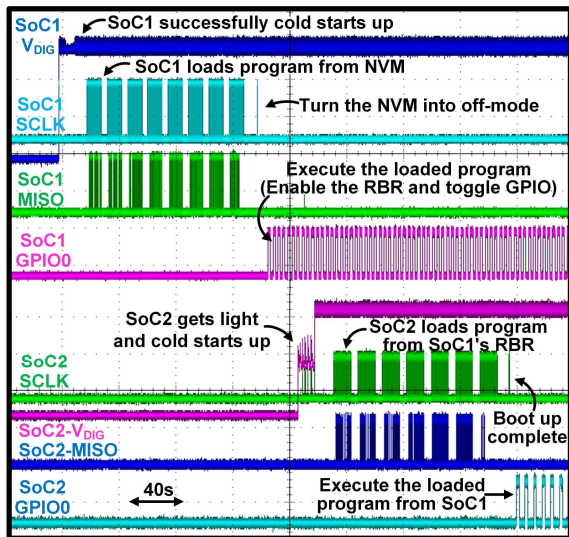 SoC1
V_DIG
SoC1 successfully cold starts up
SoC1 loads program from NVM
SoC1
SCLK
Turn the NVM into off-mode
SoC1
MISO
Execute the loaded program
(Enable the RBR and toggle GPIO)
SoC1
GPIO0
SoC2 gets light
and cold starts up
SoC2 loads program
from SoC1's RBR
SoC2
SCLK
Boot up
complete
SoC2-V_DIG
SoC2-MISO
40s
Execute the loaded
program from SoC1
SoC2
GPIO0